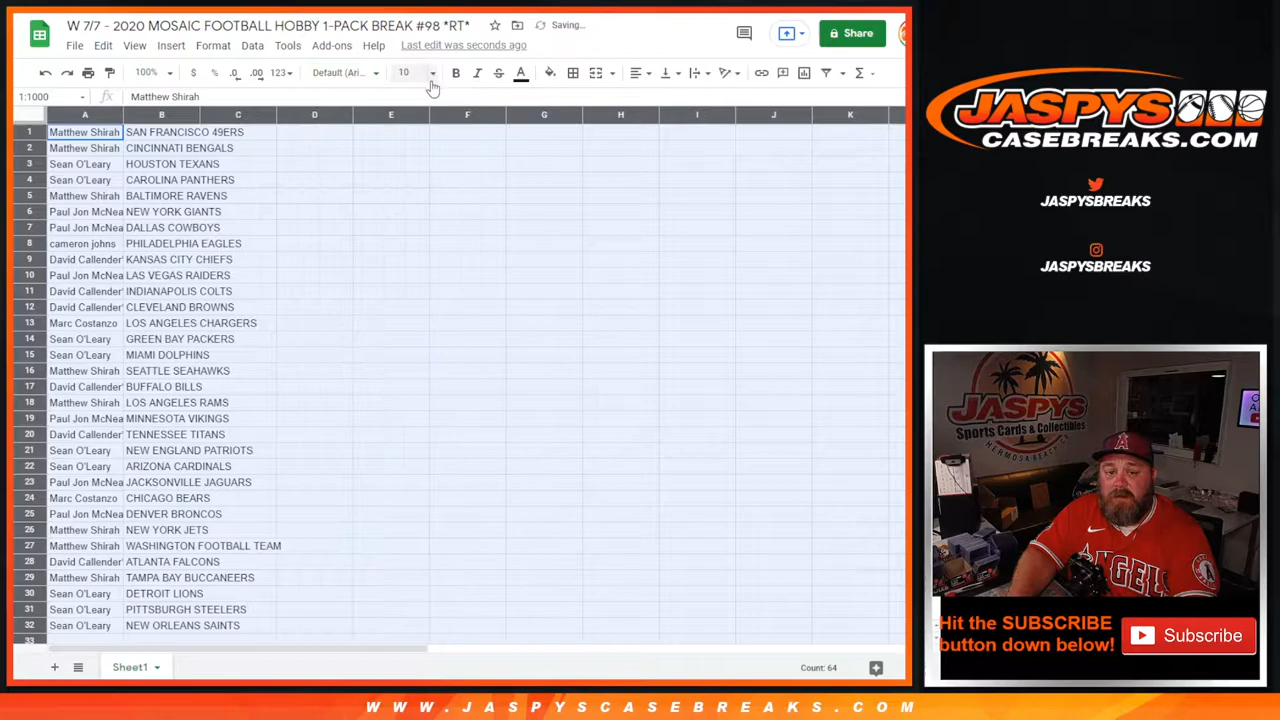 W 7/7 - 2020 MOSAIC FOOTBALL HOBBY 1-PACK BREAK #98 *RT*
Saving...
File Edit View Insert Format Data Tools Add-ons Help Last edit was seconds ago
Share
100% $ % .0 .00 123 Default (Ari... 10 B I S A
1:1000 fx Matthew Shirah
A B C D E F G H I J K
1 Matthew Shirah SAN FRANCISCO 49ERS
2 Matthew Shirah CINCINNATI BENGALS
3 Sean O'Leary HOUSTON TEXANS
4 Sean O'Leary CAROLINA PANTHERS
5 Matthew Shirah BALTIMORE RAVENS
6 Paul Jon McNea NEW YORK GIANTS
7 Paul Jon McNea DALLAS COWBOYS
8 cameron johns PHILADELPHIA EAGLES
9 David Callender' KANSAS CITY CHIEFS
10 Paul Jon McNea LAS VEGAS RAIDERS
11 David Callender' INDIANAPOLIS COLTS
12 David Callender' CLEVELAND BROWNS
13 Marc Costanzo LOS ANGELES CHARGERS
14 Sean O'Leary GREEN BAY PACKERS
15 Sean O'Leary MIAMI DOLPHINS
16 Matthew Shirah SEATTLE SEAHAWKS
17 David Callender' BUFFALO BILLS
18 Matthew Shirah LOS ANGELES RAMS
19 Paul Jon McNea MINNESOTA VIKINGS
20 David Callender' TENNESSEE TITANS
21 Sean O'Leary NEW ENGLAND PATRIOTS
22 Sean O'Leary ARIZONA CARDINALS
23 Paul Jon McNea JACKSONVILLE JAGUARS
24 Marc Costanzo CHICAGO BEARS
25 Paul Jon McNea DENVER BRONCOS
26 Matthew Shirah NEW YORK JETS
27 Matthew Shirah WASHINGTON FOOTBALL TEAM
28 David Callender' ATLANTA FALCONS
29 Matthew Shirah TAMPA BAY BUCCANEERS
30 Sean O'Leary DETROIT LIONS
31 Sean O'Leary PITTSBURGH STEELERS
32 Sean O'Leary NEW ORLEANS SAINTS
33
Sheet1
Count: 64
JASPYS
CASEBREAKS.COM
JASPYSBREAKS
JASPYSBREAKS
JASPYS
Sports Cards & Collectibles
HERMOSA BEACH, CA
A
ANGELS
Hit the SUBSCRIBE
button down below!
Subscribe
WWW.JASPYSCASEBREAKS.COM